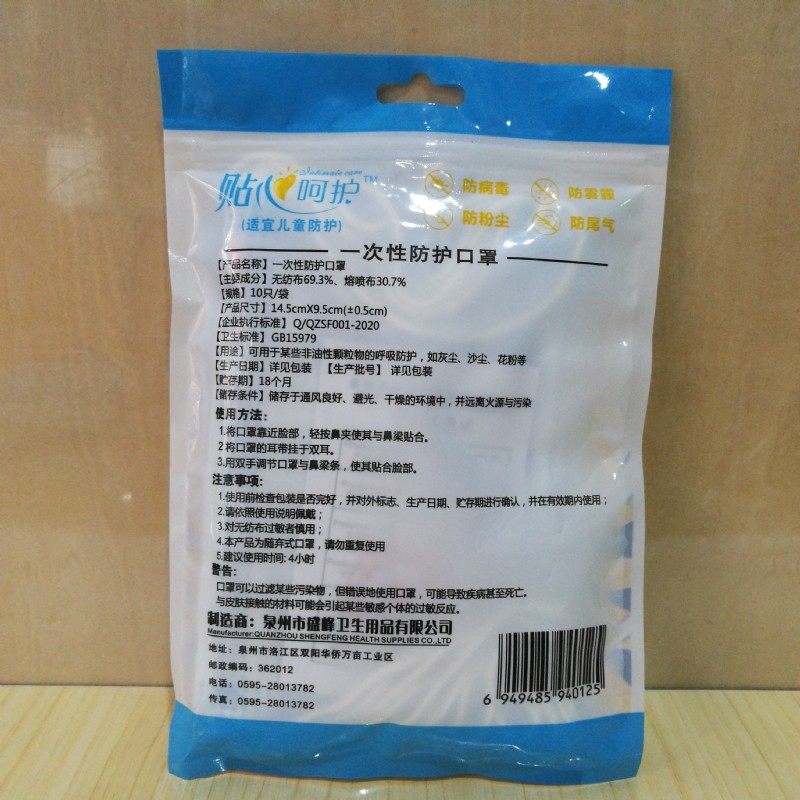 贴心呵护™
Intimate care
(适宜儿童防护)
防病毒 防雾霾
防粉尘 防尾气
一次性防护口罩
【产品名称】一次性防护口罩
【主要成分】无纺布69.3%、熔喷布30.7%
【规格】10只/袋
【产品尺寸】14.5cmX9.5cm(±0.5cm)
【企业执行标准】Q/QZSF001-2020
【卫生标准】GB15979
【用途】可用于某些非油性颗粒物的呼吸防护，如灰尘、沙尘、花粉等
【生产日期】详见包装 【生产批号】 详见包装
【贮存期】18个月
【储存条件】储存于通风良好、避光、干燥的环境中，并远离火源与污染
使用方法：
1.将口罩靠近脸部，轻按鼻夹使其与鼻梁贴合。
2 将口罩的耳带挂于双耳。
3.用双手调节口罩与鼻梁条，使其贴合脸部。
注意事项:
1.使用前检查包装是否完好，并对外标志、生产日期、贮存期进行确认，并在有效期内使用；
2.请依照使用说明佩戴；
3.对无纺布过敏者慎用；
4.本产品为随弃式口罩，请勿重复使用
5.建议使用时间: 4小时
警告:
口罩可以过滤某些污染物，但错误地使用口罩，可能导致疾病甚至死亡。
与皮肤接触的材料可能会引起某些敏感个体的过敏反应。
制造商：泉州市盛峰卫生用品有限公司
Manufacturer:QUANZHOU SHENGFENG HEALTH SUPPLIES CO.,LTD
地址：泉州市洛江区双阳华侨万亩工业区
邮政编码：362012
电话：0595-28013782
传真：0595-28013782
6 949485 940125